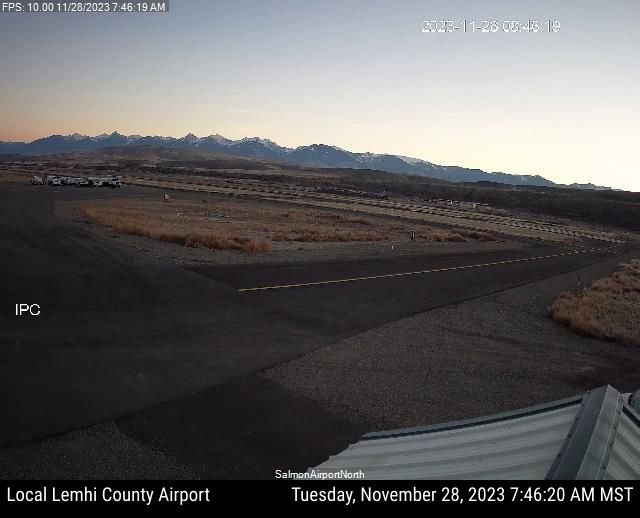 FPS: 10.00 11/28/2023 7:46:19 AM
2023-11-28 08:46:19
IPC
SalmonAirportNorth
Local Lemhi County Airport
Tuesday, November 28, 2023 7:46:20 AM MST